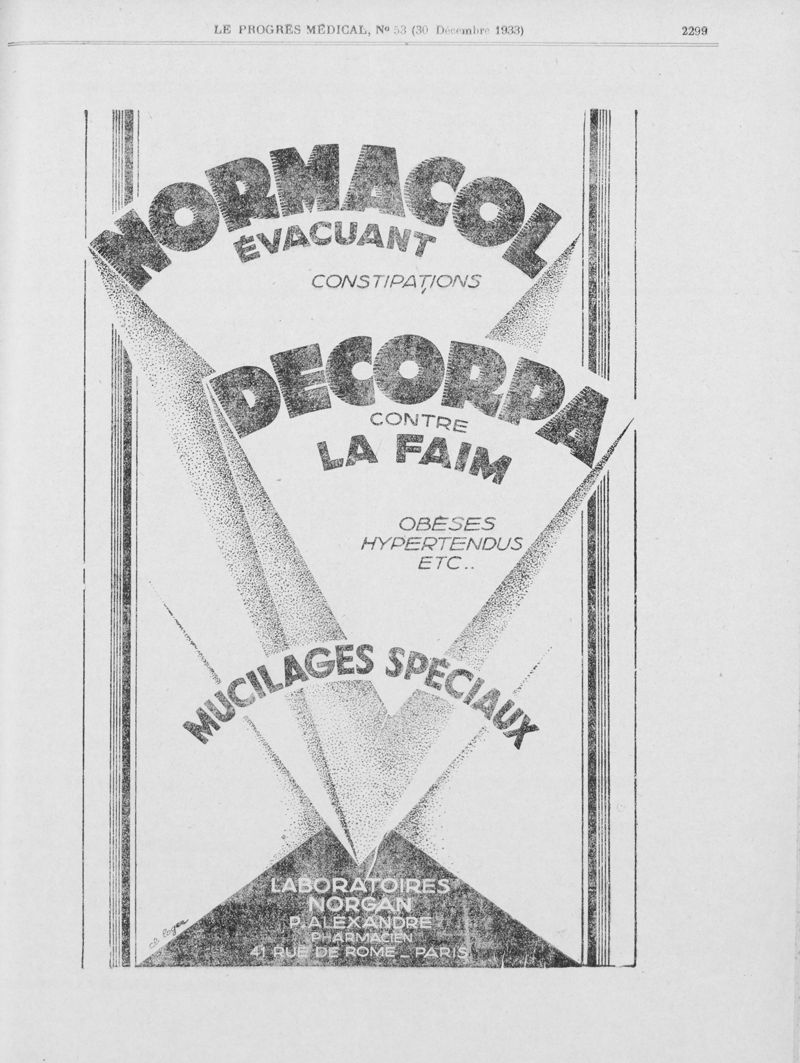 LE PROGRÈS MÉDICAL, Nº 53 (30 Décembre 1933)
2299
NORMACOL
ÉVACUANT
CONSTIPATIONS
DECORPA
CONTRE
LA FAIM
OBÈSES
HYPERTENDUS
ETC..
MUCILAGES SPÉCIAUX
LABORATOIRES
NORGAN
P. ALEXANDRE
PHARMACIEN
41 RUE DE ROME _ PARIS